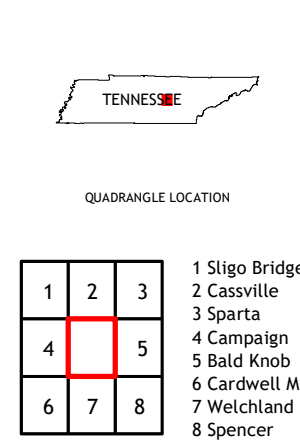 TENNESSEE
QUADRANGLE LOCATION
1 2 3
4 5
6 7 8
1 Sligo Bridge
2 Cassville
3 Sparta
4 Campaign
5 Bald Knob
6 Cardwell M
7 Welchland
8 Spencer